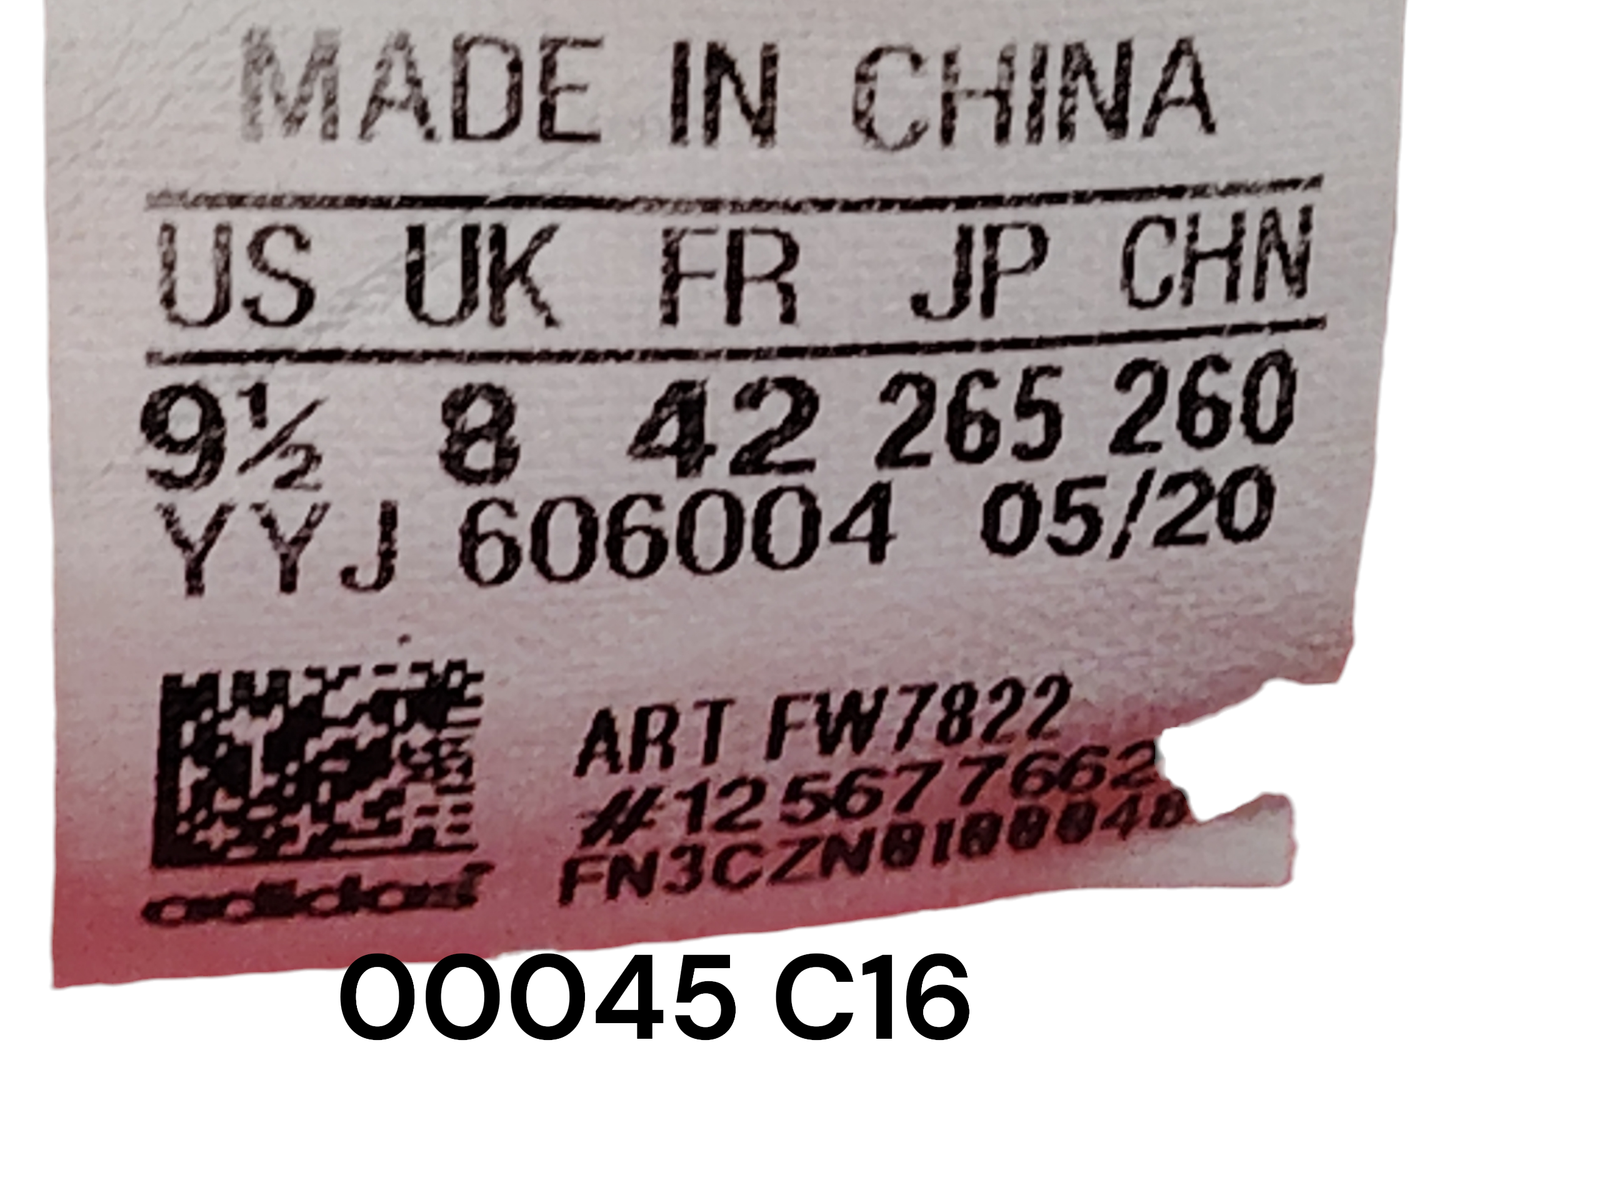 MADE IN CHINA
US UK FR JP CHN
9½ 8 42 265 260
YYJ 606004 05/20
ART FW7822
#125677662
adidas
00045 C16